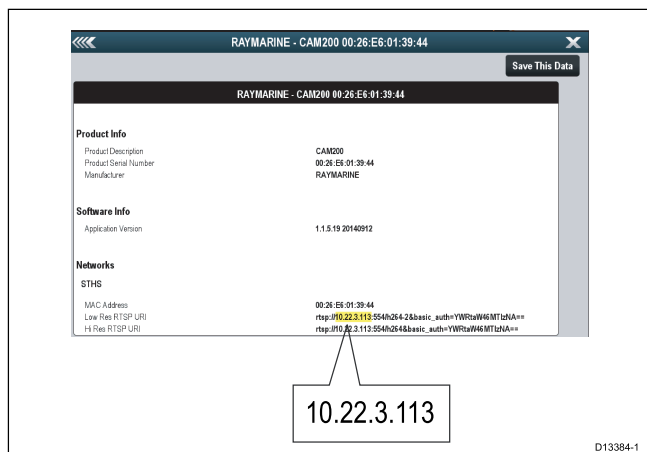 RAYMARINE - CAM200 00:26:E6:01:39:44
Save This Data
RAYMARINE - CAM200 00:26:E6:01:39:44
Product Info
Product Description CAM200
Product Serial Number 00:26:E6:01:39:44
Manufacturer RAYMARINE
Software Info
Application Version 1.1.5.19 20140912
Networks
STHS
MAC Address 00:26:E6:01:39:44
Low Res RTSP URI rtsp://10.22.3.113:554/h264-2&basic_auth=YWRtaW46MTIzNA==
Hi Res RTSP URI rtsp://10.22.3.113:554/h264&basic_auth=YWRtaW46MTIzNA==
10.22.3.113
D13384-1